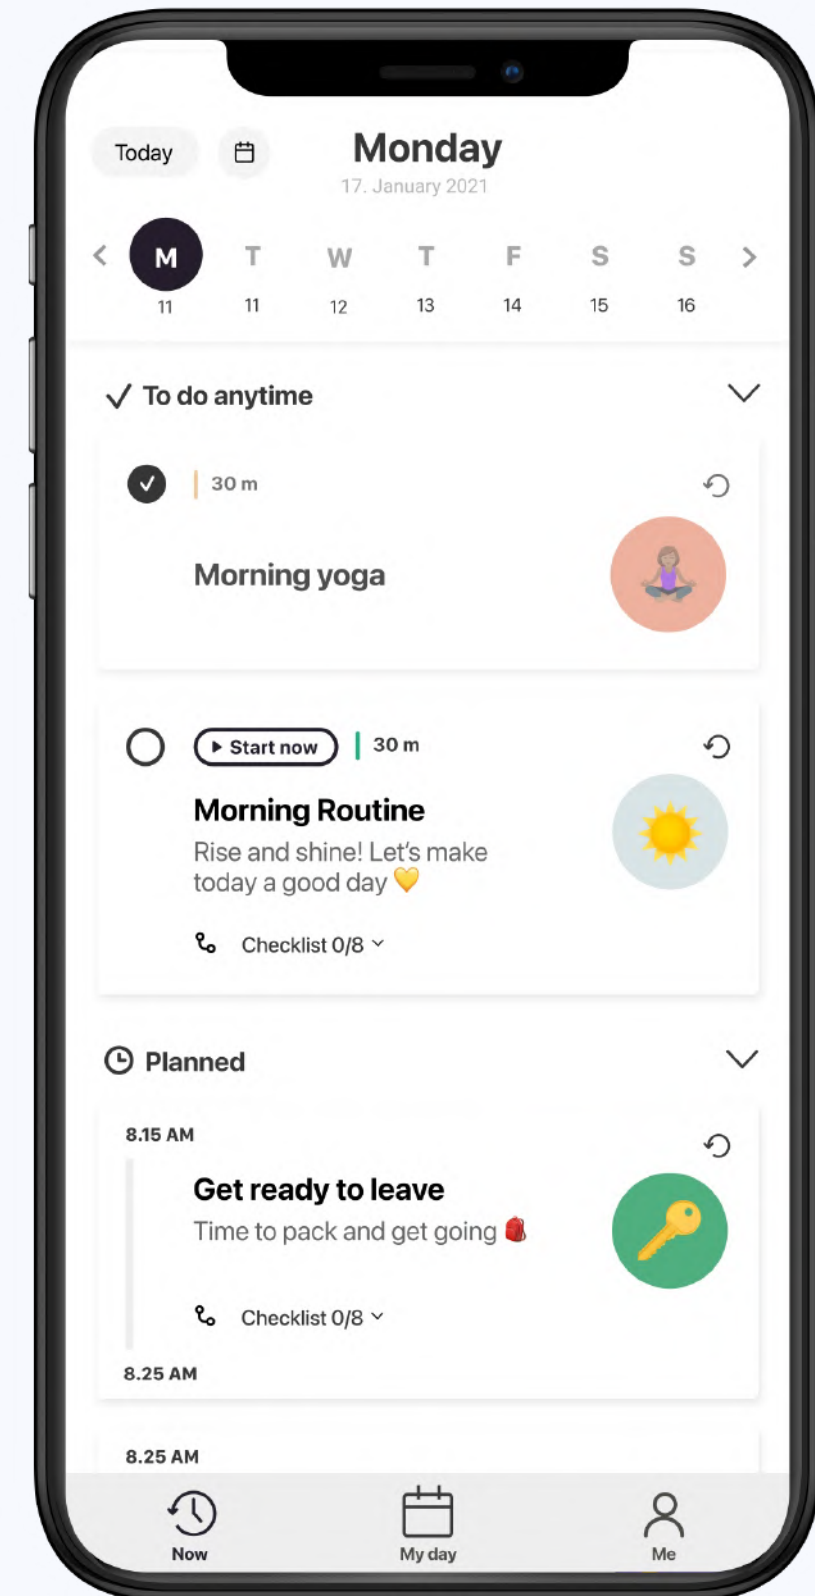 Today
Monday
17. January 2021
M T W T F S S
11 11 12 13 14 15 16
To do anytime
30 m
Morning yoga
Start now 30 m
Morning Routine
Rise and shine! Let's make
today a good day 💛
Checklist 0/8
Planned
8.15 AM
Get ready to leave
Time to pack and get going 🎒
Checklist 0/8
8.25 AM
8.25 AM
Now My day Me